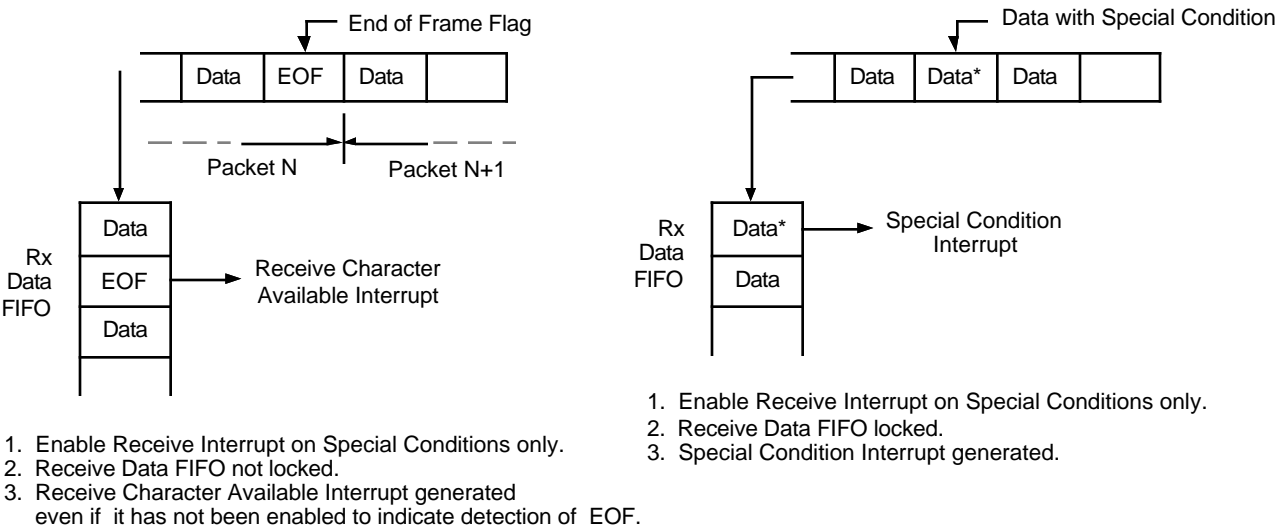 End of Frame Flag
Data EOF Data
Packet N Packet N+1
Rx
Data
FIFO
Data
EOF
Data
Receive Character
Available Interrupt
1. Enable Receive Interrupt on Special Conditions only.
2. Receive Data FIFO not locked.
3. Receive Character Available Interrupt generated
even if it has not been enabled to indicate detection of EOF.
Data with Special Condition
Data Data* Data
Rx
Data
FIFO
Data*
Data
Special Condition
Interrupt
1. Enable Receive Interrupt on Special Conditions only.
2. Receive Data FIFO locked.
3. Special Condition Interrupt generated.